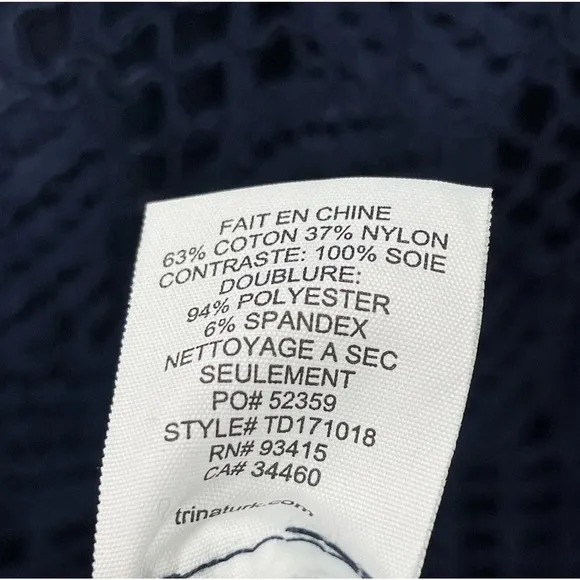 FAIT EN CHINE
63% COTON 37% NYLON
CONTRASTE: 100% SOIE
DOUBLURE:
94% POLYESTER
6% SPANDEX
NETTOYAGE A SEC
SEULEMENT
PO# 52359
STYLE# TD171018
RN# 93415
CA# 34460
trinaturk.com